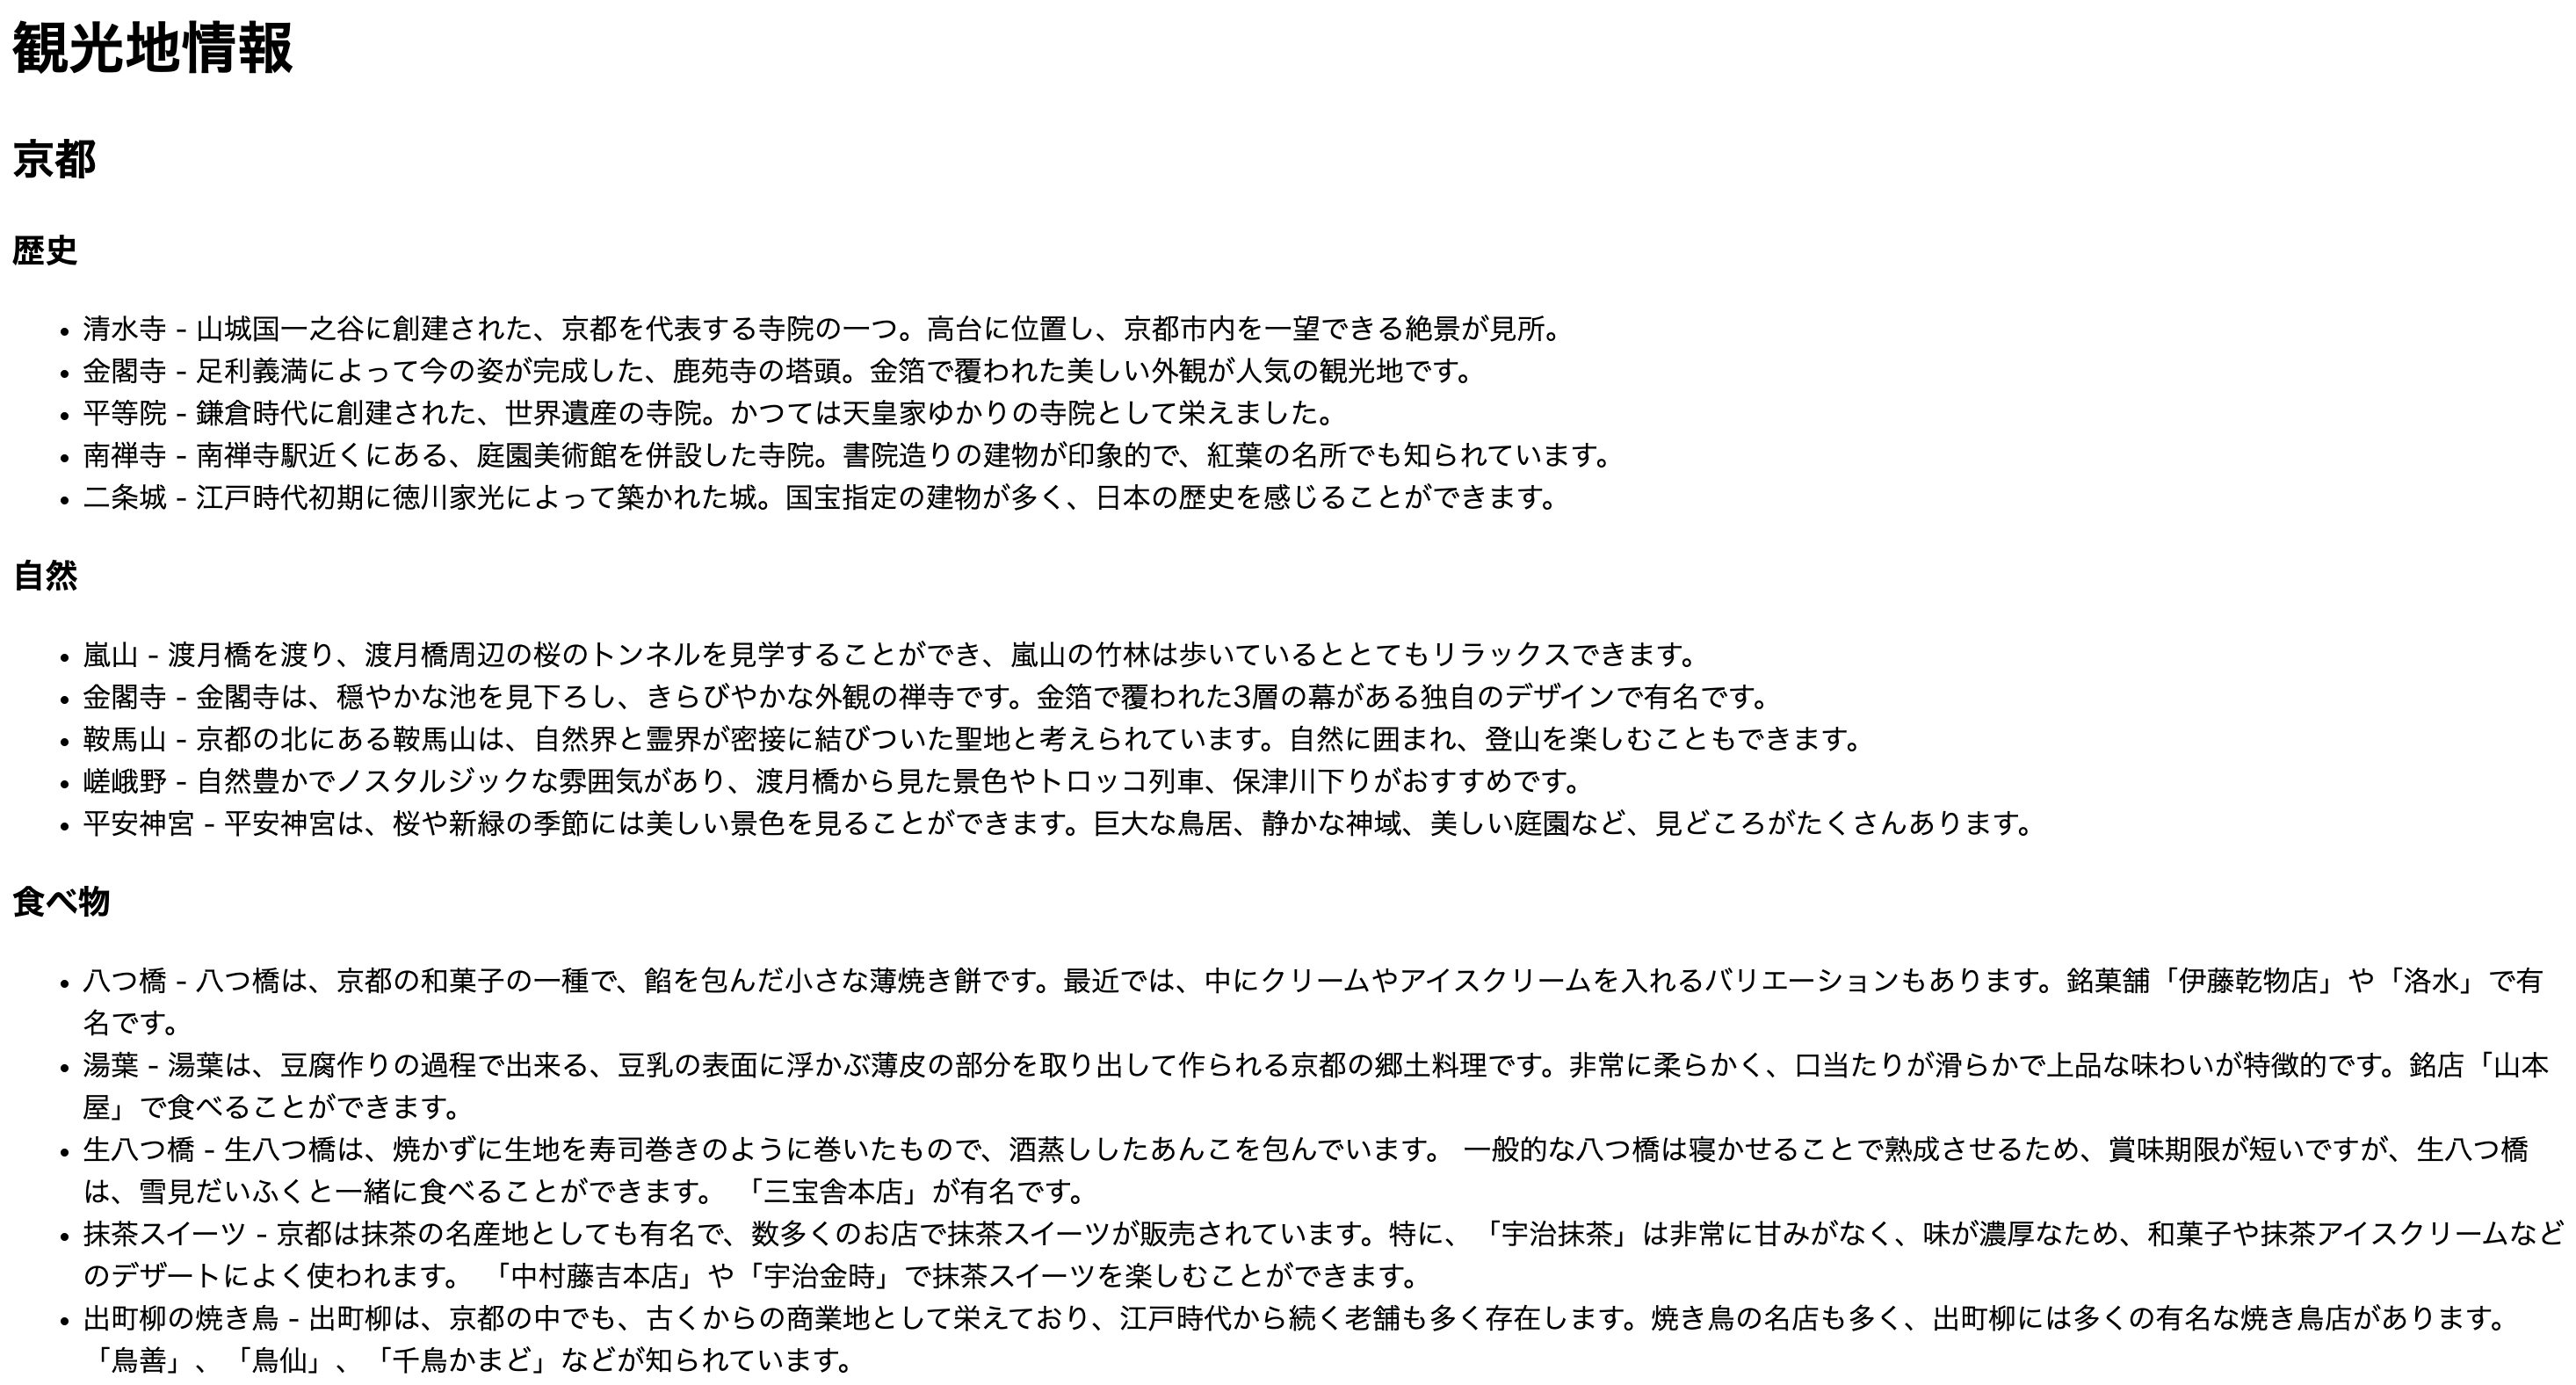 観光地情報
京都
歴史
• 清水寺 - 山城国一之谷に創建された、京都を代表する寺院の一つ。高台に位置し、京都市内を一望できる絶景が見所。
• 金閣寺 - 足利義満によって今の姿が完成した、鹿苑寺の塔頭。金箔で覆われた美しい外観が人気の観光地です。
• 平等院 - 鎌倉時代に創建された、世界遺産の寺院。かつては天皇家ゆかりの寺院として栄えました。
• 南禅寺 - 南禅寺駅近くにある、庭園美術館を併設した寺院。書院造りの建物が印象的で、紅葉の名所でも知られています。
• 二条城 - 江戸時代初期に徳川家光によって築かれた城。国宝指定の建物が多く、日本の歴史を感じることができます。
自然
• 嵐山 - 渡月橋を渡り、渡月橋周辺の桜のトンネルを見学することができ、嵐山の竹林は歩いているととてもリラックスできます。
• 金閣寺 - 金閣寺は、穏やかな池を見下ろし、きらびやかな外観の禅寺です。金箔で覆われた3層の幕がある独自のデザインで有名です。
• 鞍馬山 - 京都の北にある鞍馬山は、自然界と霊界が密接に結びついた聖地と考えられています。自然に囲まれ、登山を楽しむこともできます。
• 嵯峨野 - 自然豊かでノスタルジックな雰囲気があり、渡月橋から見た景色やトロッコ列車、保津川下りがおすすめです。
• 平安神宮 - 平安神宮は、桜や新緑の季節には美しい景色を見ることができます。巨大な鳥居、静かな神域、美しい庭園など、見どころがたくさんあります。
食べ物
• 八つ橋 - 八つ橋は、京都の和菓子の一種で、餡を包んだ小さな薄焼き餅です。最近では、中にクリームやアイスクリームを入れるバリエーションもあります。銘菓舗「伊藤乾物店」や「洛水」で有
名です。
• 湯葉 - 湯葉は、豆腐作りの過程で出来る、豆乳の表面に浮かぶ薄皮の部分を取り出して作られる京都の郷土料理です。非常に柔らかく、口当たりが滑らかで上品な味わいが特徴的です。銘店「山本
屋」で食べることができます。
• 生八つ橋 - 生八つ橋は、焼かずに生地を寿司巻きのように巻いたもので、酒蒸ししたあんこを包んでいます。 一般的な八つ橋は寝かせることで熟成させるため、賞味期限が短いですが、生八つ橋
は、雪見だいふくと一緒に食べることができます。 「三宝舎本店」が有名です。
• 抹茶スイーツ - 京都は抹茶の名産地としても有名で、数多くのお店で抹茶スイーツが販売されています。特に、「宇治抹茶」は非常に甘みがなく、味が濃厚なため、和菓子や抹茶アイスクリームなど
のデザートによく使われます。 「中村藤吉本店」や「宇治金時」で抹茶スイーツを楽しむことができます。
• 出町柳の焼き鳥 - 出町柳は、京都の中でも、古くからの商業地として栄えており、江戸時代から続く老舗も多く存在します。焼き鳥の名店も多く、出町柳には多くの有名な焼き鳥店があります。
「鳥善」、「鳥仙」、「千鳥かまど」などが知られています。